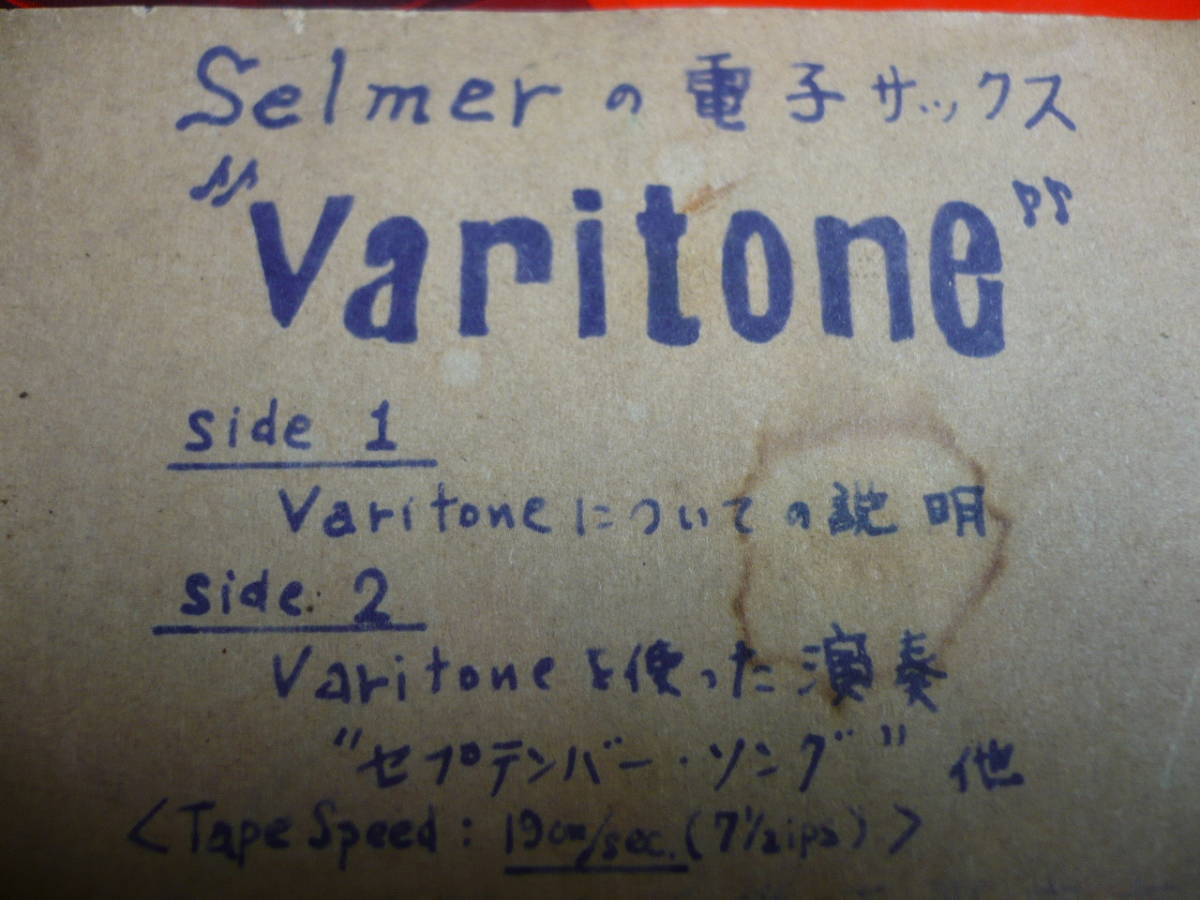 Selmerの電子サックス
"Varitone"
side 1
Varitoneについての説明
side 2
Varitoneを使った演奏
"セプテンバー・ソング" 他
<Tape Speed : 19cm/sec. (7½ips)>